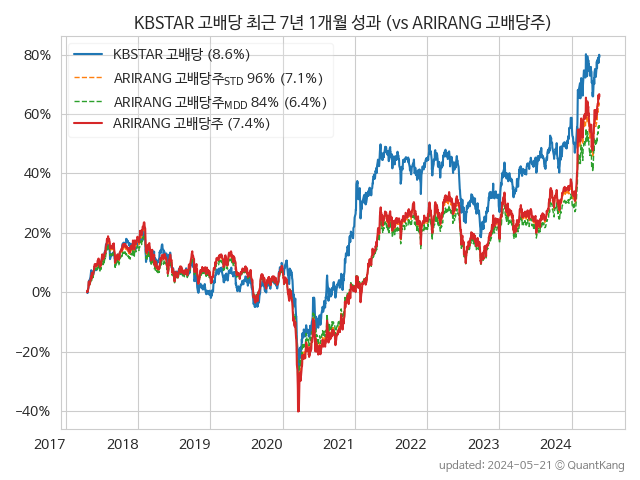 KBSTAR 고배당 최근 7년 1개월 성과 (vs ARIRANG 고배당주)
80%
60%
40%
20%
0%
−20%
−40%
KBSTAR 고배당 (8.6%)
ARIRANG 고배당주STD 96% (7.1%)
ARIRANG 고배당주MDD 84% (6.4%)
ARIRANG 고배당주 (7.4%)
2017 2018 2019 2020 2021 2022 2023 2024
updated: 2024-05-21 © QuantKang